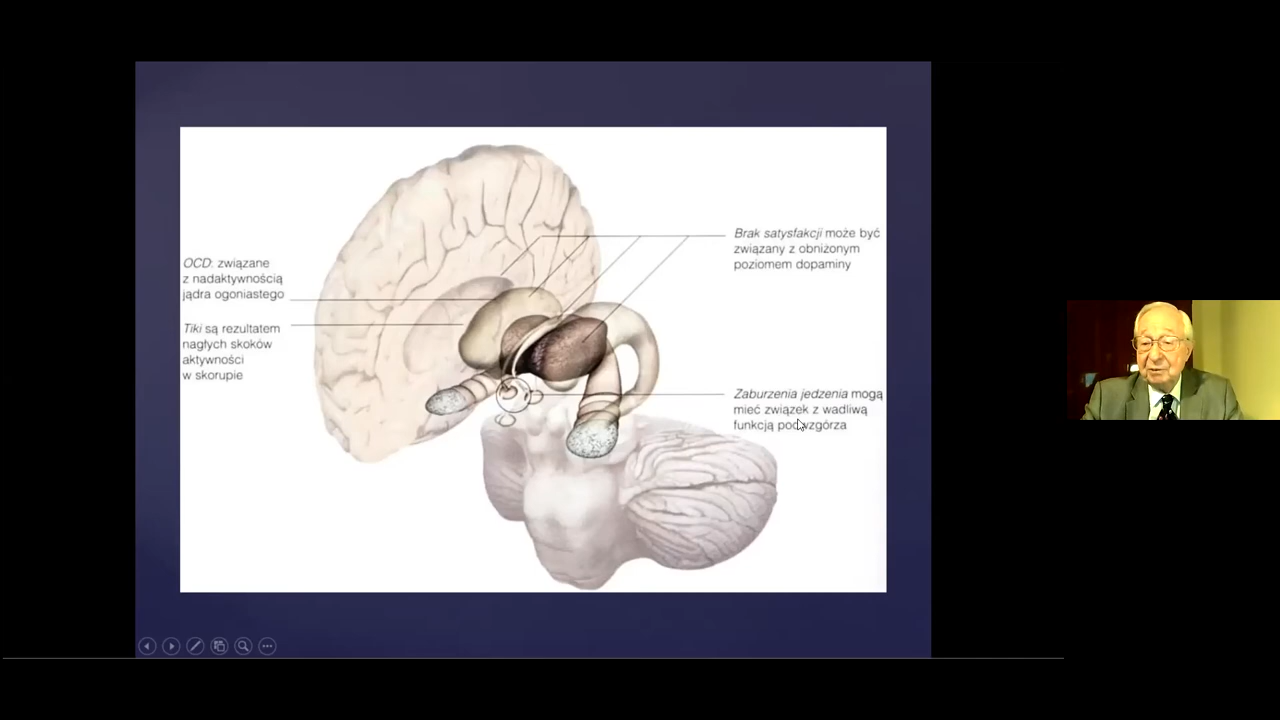 OCD: związane
z nadaktywnością
jądra ogoniastego
Tiki są rezultatem
nagłych skoków
aktywności
w skorupie
Brak satysfakcji może być
związany z obniżonym
poziomem dopaminy
Zaburzenia jedzenia mogą
mieć związek z wadliwą
funkcją podwzgórza